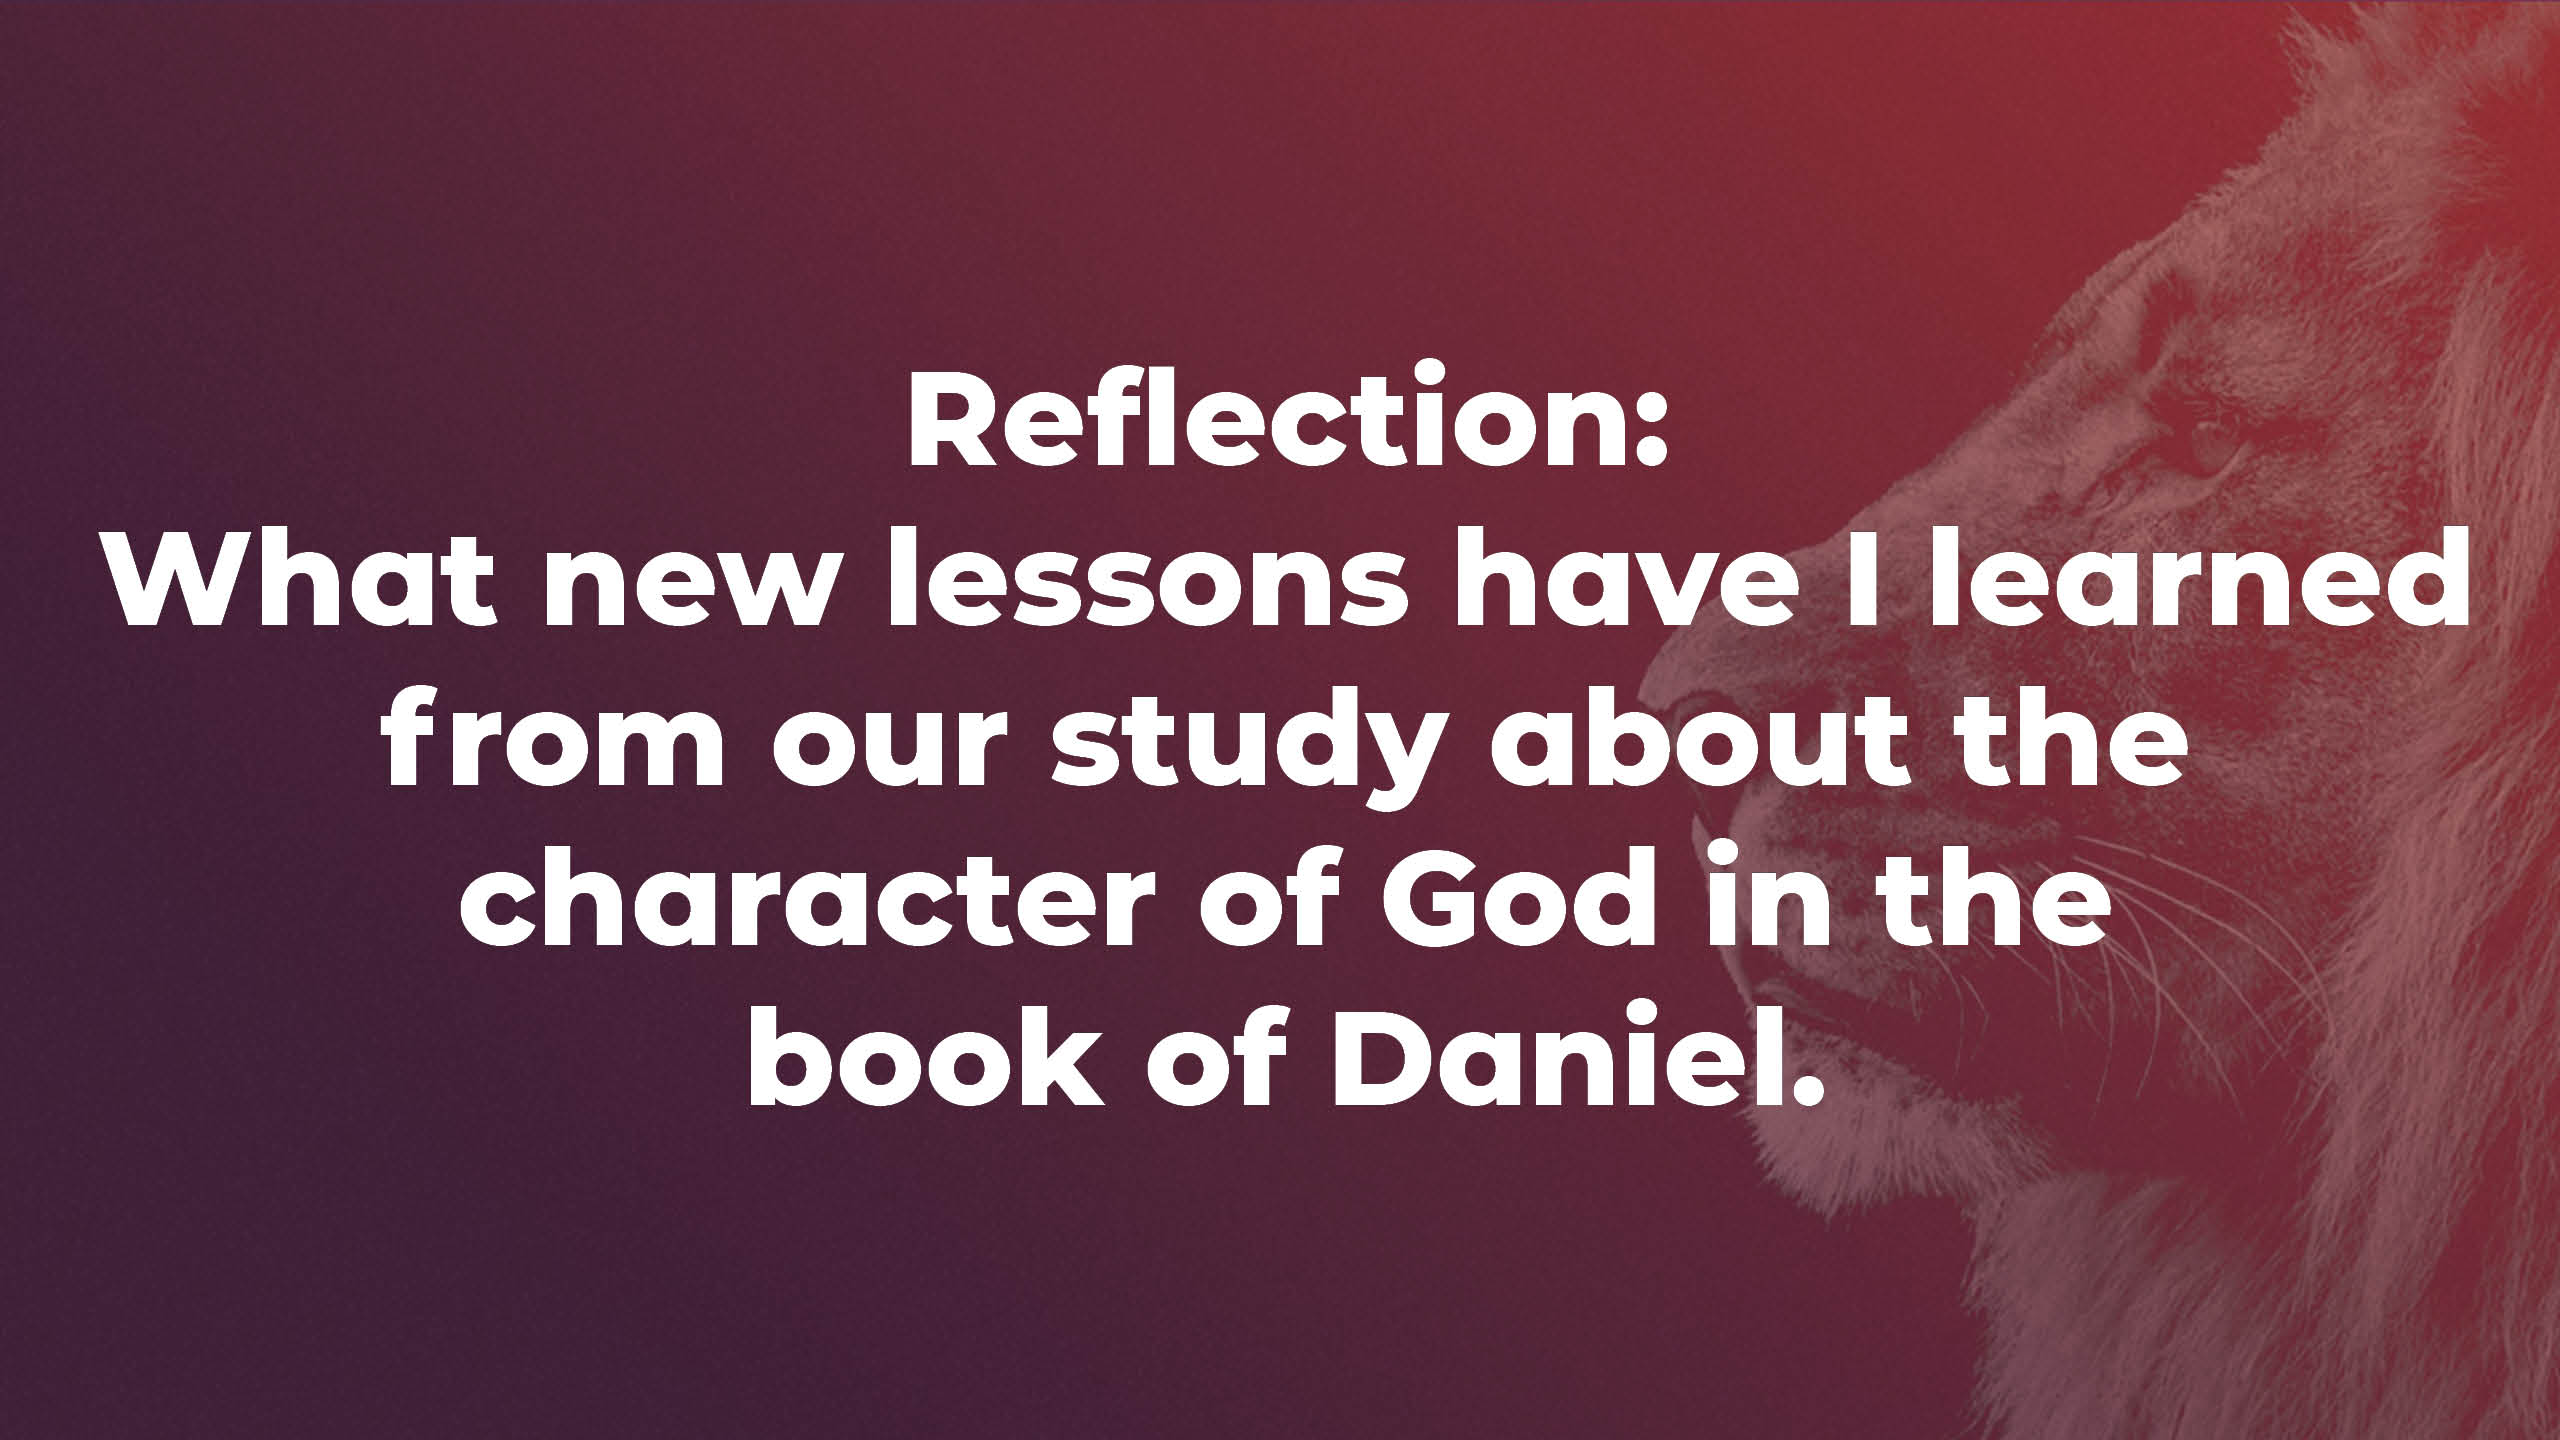 Reflection:
What new lessons have I learned
from our study about the
character of God in the
book of Daniel.